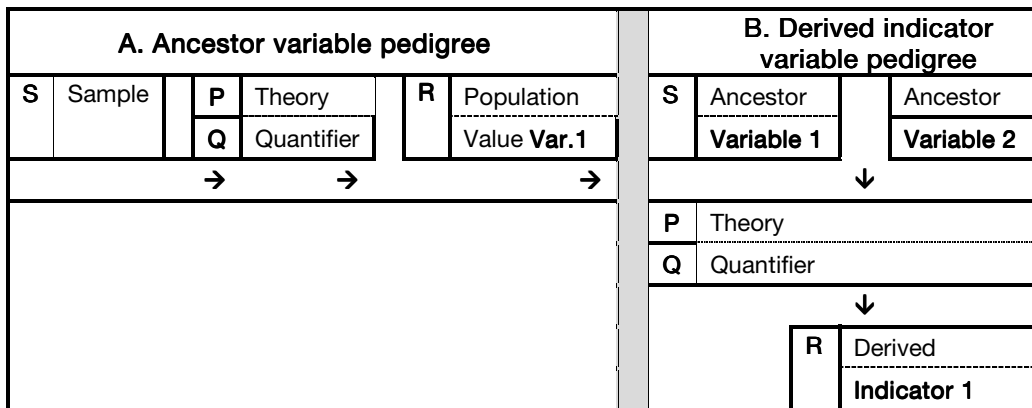 A. Ancestor variable pedigree
S Sample P Theory R Population
Q Quantifier Value Var.1
→ → →
B. Derived indicator
variable pedigree
S Ancestor Ancestor
Variable 1 Variable 2
↓
P Theory
Q Quantifier
↓
R Derived
Indicator 1